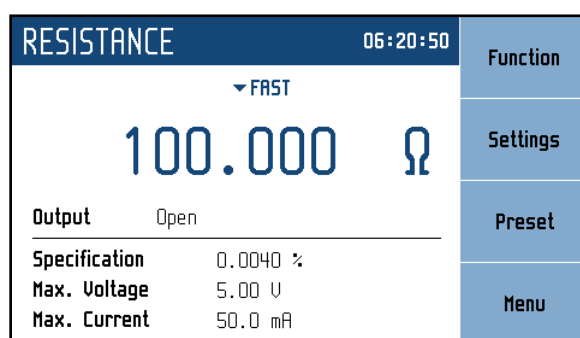 RESISTANCE 06:20:50
FAST
100.000 Ω
Output Open
Specification 0.0040 %
Max. Voltage 5.00 V
Max. Current 50.0 mA
Function
Settings
Preset
Menu